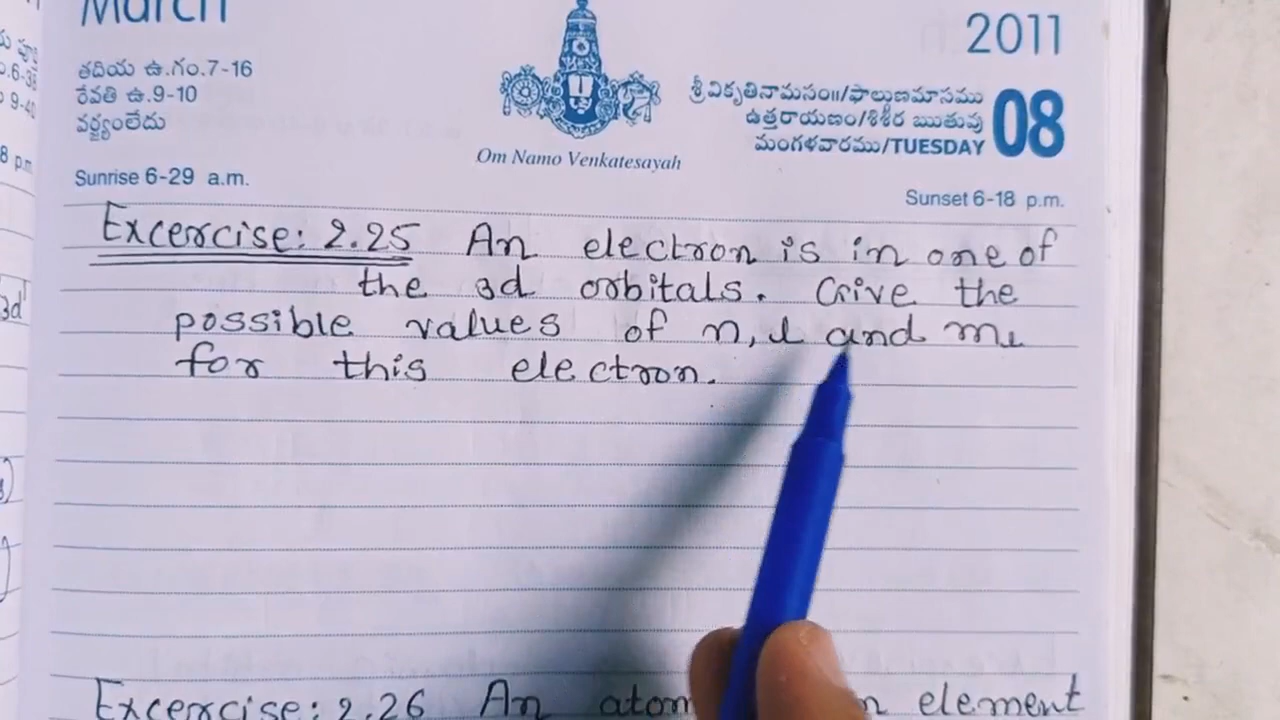 March
2011
తదియ ఉ.గం.7-16
రేవతి ఉ.9-10
వర్జ్యంలేదు
శ్రీవికృతినామసం॥/ఫాల్గుణమాసము
ఉత్తరాయణం/శిశిర ఋతువు
మంగళవారము/TUESDAY
08
Om Namo Venkatesayah
Sunrise 6-29 a.m.
Sunset 6-18 p.m.
Excercise: 2.25 An electron is in one of
the 3d orbitals. Give the
possible values of n, l and mL
for this electron.
Excercise: 2.26 An atom element
8 p.m
3d